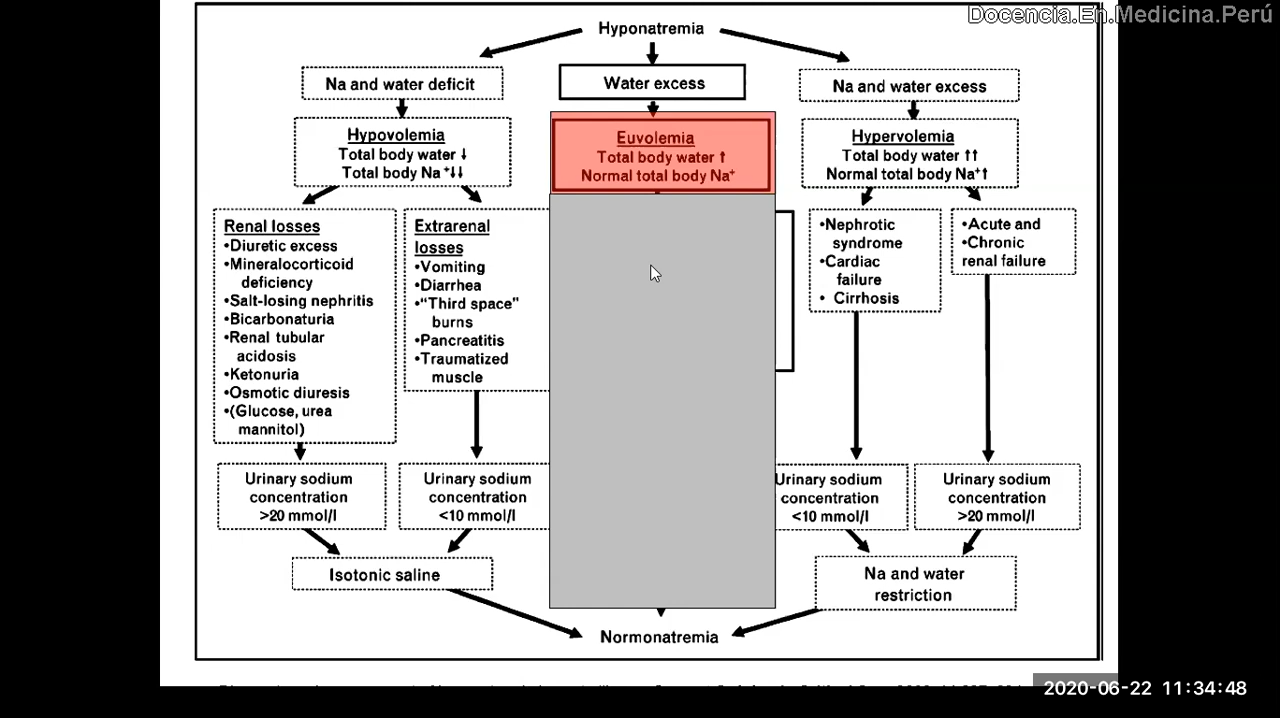 Docencia.En.Medicina.Perú
Hyponatremia
Na and water deficit
Water excess
Na and water excess
Hypovolemia
Total body water ↓
Total body Na⁺↓↓
Euvolemia
Total body water ↑
Normal total body Na⁺
Hypervolemia
Total body water ↑↑
Normal total body Na⁺↑
Renal losses
•Diuretic excess
•Mineralocorticoid
deficiency
•Salt-losing nephritis
•Bicarbonaturia
•Renal tubular
acidosis
•Ketonuria
•Osmotic diuresis
•(Glucose, urea
mannitol)
Extrarenal
losses
•Vomiting
•Diarrhea
•“Third space”
burns
•Pancreatitis
•Traumatized
muscle
•Nephrotic
syndrome
•Cardiac
failure
• Cirrhosis
•Acute and
•Chronic
renal failure
Urinary sodium
concentration
>20 mmol/l
Urinary sodium
concentration
<10 mmol/l
Urinary sodium
concentration
<10 mmol/l
Urinary sodium
concentration
>20 mmol/l
Isotonic saline
Na and water
restriction
Normonatremia
2020-06-22 11:34:48